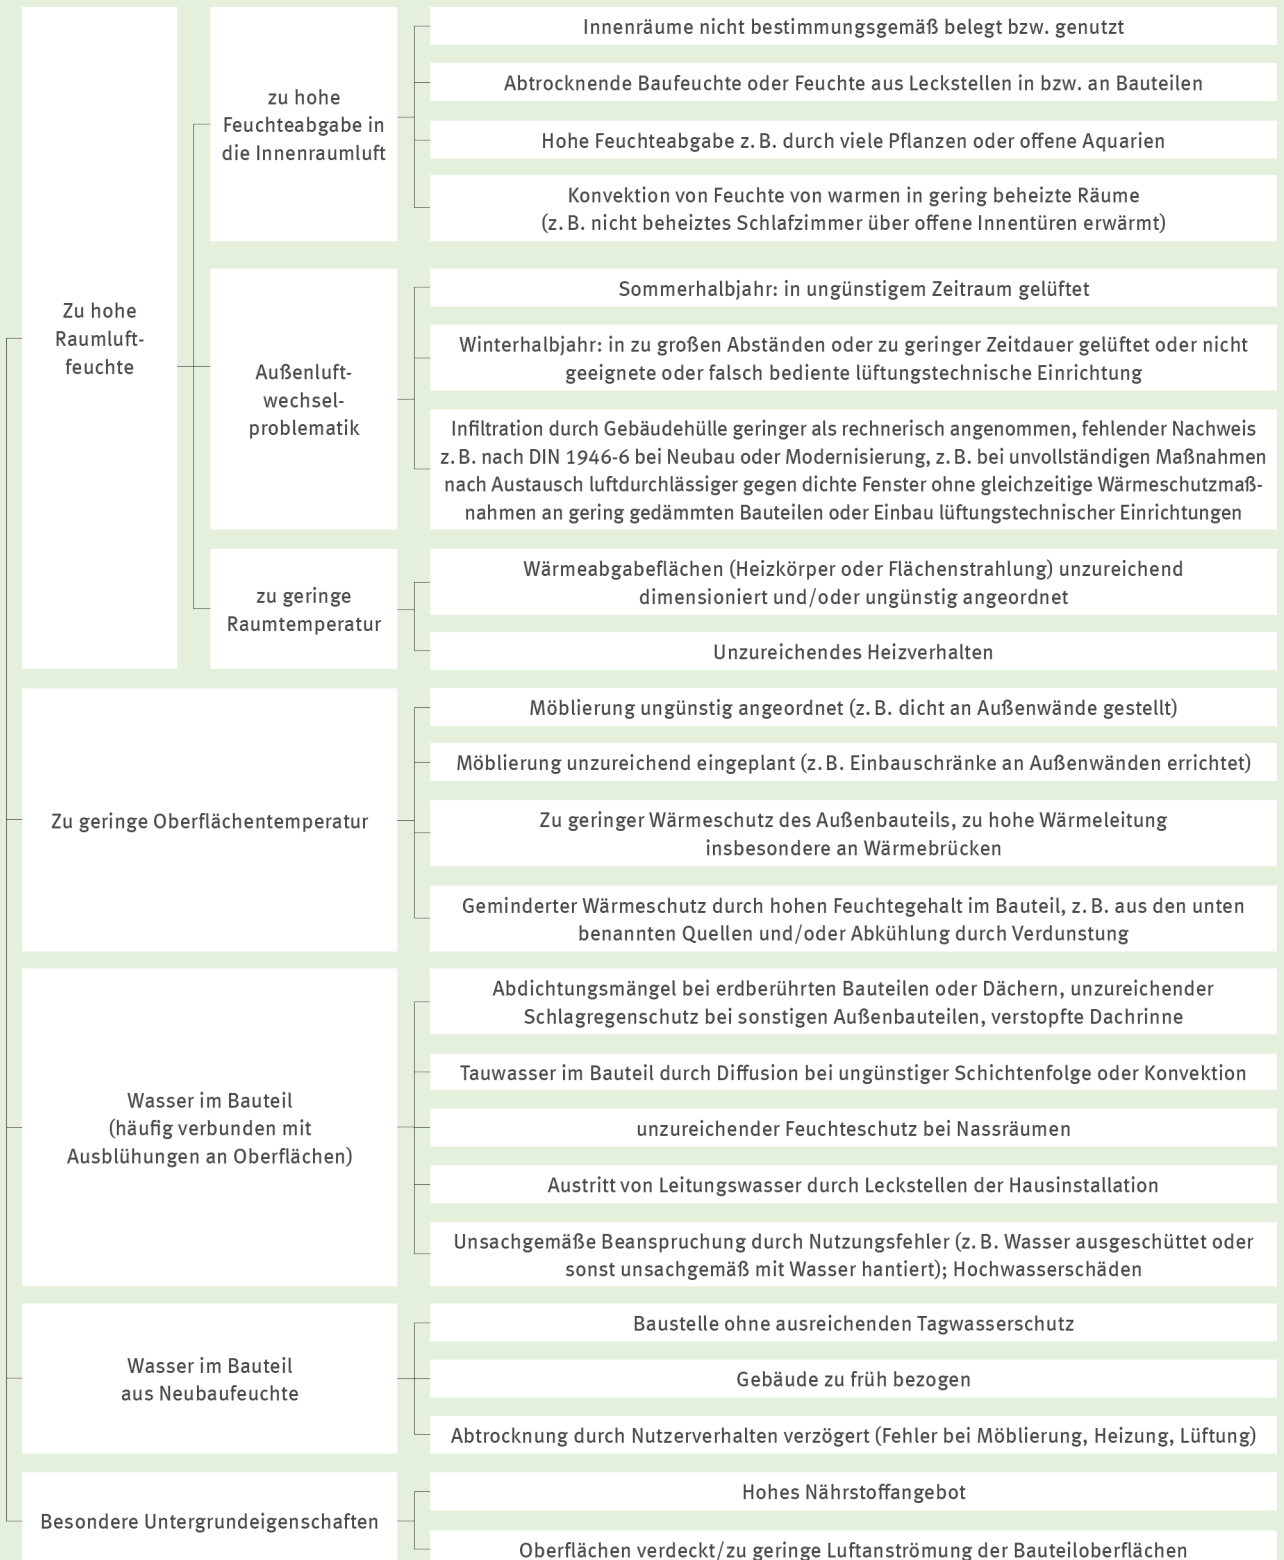 Zu hohe
Raumluft-
feuchte
zu hohe
Feuchteabgabe in
die Innenraumluft
Innenräume nicht bestimmungsgemäß belegt bzw. genutzt
Abtrocknende Baufeuchte oder Feuchte aus Leckstellen in bzw. an Bauteilen
Hohe Feuchteabgabe z. B. durch viele Pflanzen oder offene Aquarien
Konvektion von Feuchte von warmen in gering beheizte Räume
(z. B. nicht beheiztes Schlafzimmer über offene Innentüren erwärmt)
Außenluft-
wechsel-
problematik
Sommerhalbjahr: in ungünstigem Zeitraum gelüftet
Winterhalbjahr: in zu großen Abständen oder zu geringer Zeitdauer gelüftet oder nicht
geeignete oder falsch bediente lüftungstechnische Einrichtung
Infiltration durch Gebäudehülle geringer als rechnerisch angenommen, fehlender Nachweis
z. B. nach DIN 1946-6 bei Neubau oder Modernisierung, z. B. bei unvollständigen Maßnahmen
nach Austausch luftdurchlässiger gegen dichte Fenster ohne gleichzeitige Wärmeschutzmaß-
nahmen an gering gedämmten Bauteilen oder Einbau lüftungstechnischer Einrichtungen
zu geringe
Raumtemperatur
Wärmeabgabeflächen (Heizkörper oder Flächenstrahlung) unzureichend
dimensioniert und/oder ungünstig angeordnet
Unzureichendes Heizverhalten
Zu geringe Oberflächentemperatur
Möblierung ungünstig angeordnet (z. B. dicht an Außenwände gestellt)
Möblierung unzureichend eingeplant (z. B. Einbauschränke an Außenwänden errichtet)
Zu geringer Wärmeschutz des Außenbauteils, zu hohe Wärmeleitung
insbesondere an Wärmebrücken
Geminderter Wärmeschutz durch hohen Feuchtegehalt im Bauteil, z. B. aus den unten
benannten Quellen und/oder Abkühlung durch Verdunstung
Wasser im Bauteil
(häufig verbunden mit
Ausblühungen an Oberflächen)
Abdichtungsmängel bei erdberührten Bauteilen oder Dächern, unzureichender
Schlagregenschutz bei sonstigen Außenbauteilen, verstopfte Dachrinne
Tauwasser im Bauteil durch Diffusion bei ungünstiger Schichtenfolge oder Konvektion
unzureichender Feuchteschutz bei Nassräumen
Austritt von Leitungswasser durch Leckstellen der Hausinstallation
Unsachgemäße Beanspruchung durch Nutzungsfehler (z. B. Wasser ausgeschüttet oder
sonst unsachgemäß mit Wasser hantiert); Hochwasserschäden
Wasser im Bauteil
aus Neubaufeuchte
Baustelle ohne ausreichenden Tagwasserschutz
Gebäude zu früh bezogen
Abtrocknung durch Nutzerverhalten verzögert (Fehler bei Möblierung, Heizung, Lüftung)
Besondere Untergrundeigenschaften
Hohes Nährstoffangebot
Oberflächen verdeckt/zu geringe Luftanströmung der Bauteiloberflächen